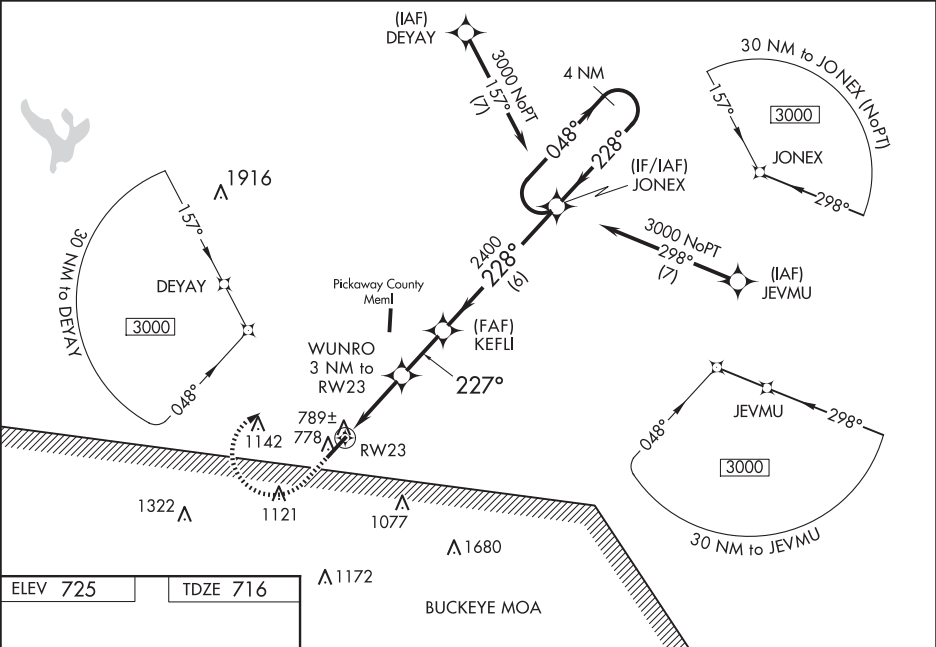 (IAF)
DEYAY
3000 NoPT
157°
(7)
4 NM
048°
228°
(IF/IAF)
JONEX
30 NM to JONEX (NoPT)
157°
3000
JONEX
298°
1916
157°
30 NM to DEYAY
DEYAY
3000
048°
2400
228°
(6)
3000 NoPT
298°
(7)
(IAF)
JEVMU
Pickaway County
Meml
(FAF)
KEFLI
WUNRO
3 NM to
RW23
227°
789±
778
RW23
1142
1121
1322
1077
1680
1172
048°
JEVMU
298°
3000
30 NM to JEVMU
BUCKEYE MOA
ELEV 725
TDZE 716